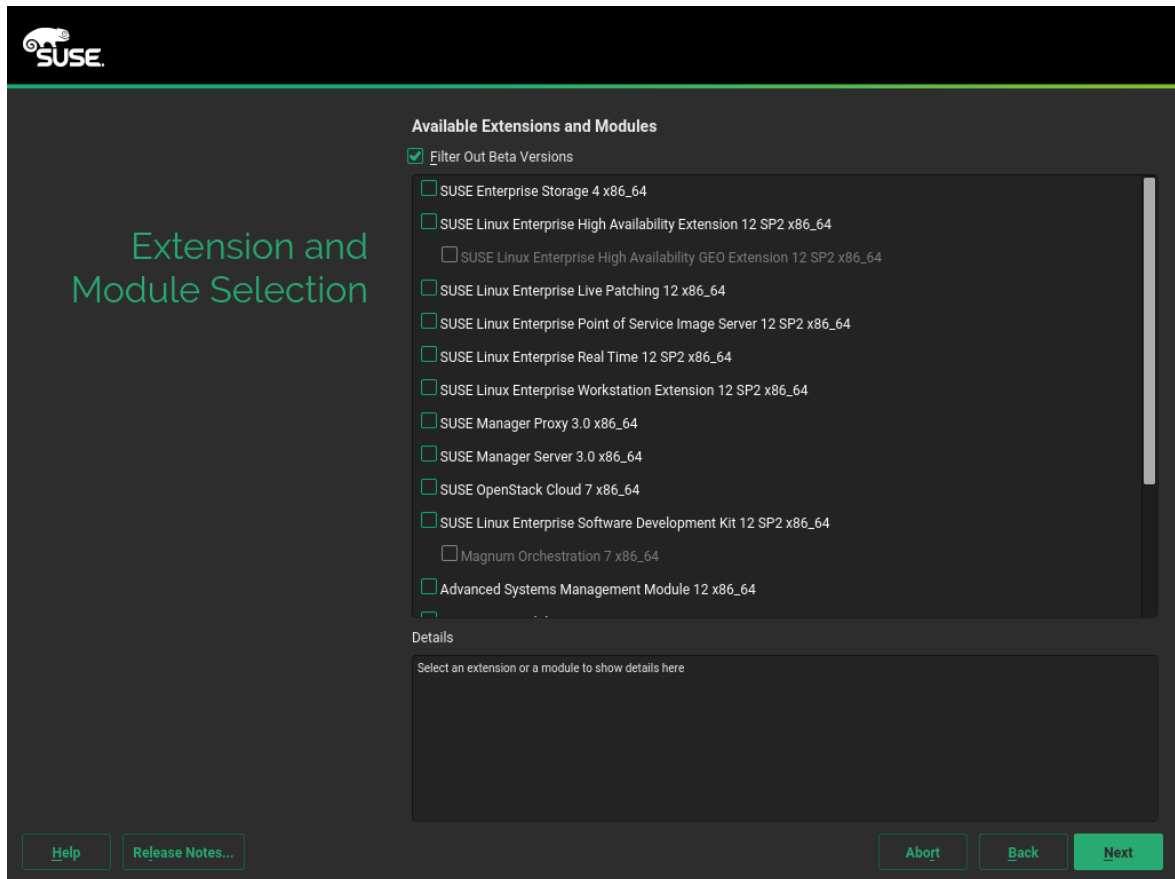 SUSE.
Available Extensions and Modules
Filter Out Beta Versions
Extension and
Module Selection
SUSE Enterprise Storage 4 x86_64
SUSE Linux Enterprise High Availability Extension 12 SP2 x86_64
SUSE Linux Enterprise High Availability GEO Extension 12 SP2 x86_64
SUSE Linux Enterprise Live Patching 12 x86_64
SUSE Linux Enterprise Point of Service Image Server 12 SP2 x86_64
SUSE Linux Enterprise Real Time 12 SP2 x86_64
SUSE Linux Enterprise Workstation Extension 12 SP2 x86_64
SUSE Manager Proxy 3.0 x86_64
SUSE Manager Server 3.0 x86_64
SUSE OpenStack Cloud 7 x86_64
SUSE Linux Enterprise Software Development Kit 12 SP2 x86_64
Magnum Orchestration 7 x86_64
Advanced Systems Management Module 12 x86_64
Details
Select an extension or a module to show details here
Help
Release Notes...
Abort
Back
Next